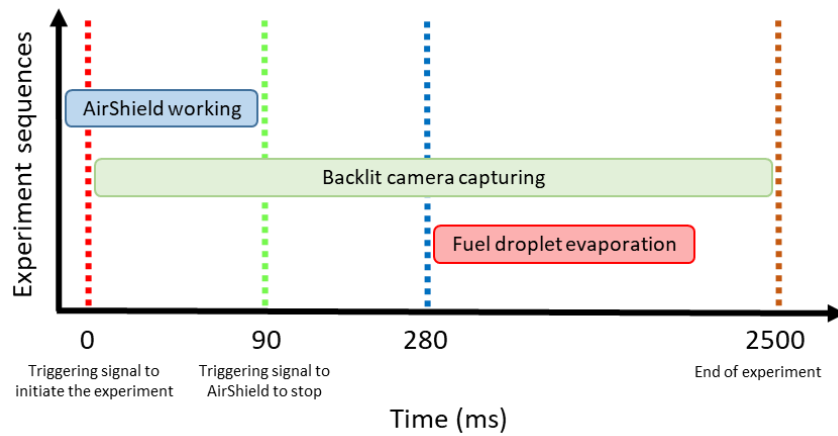 Experiment sequences
AirShield working
Backlit camera capturing
Fuel droplet evaporation
0
90
280
2500
Triggering signal to
initiate the experiment
Triggering signal to
AirShield to stop
End of experiment
Time (ms)